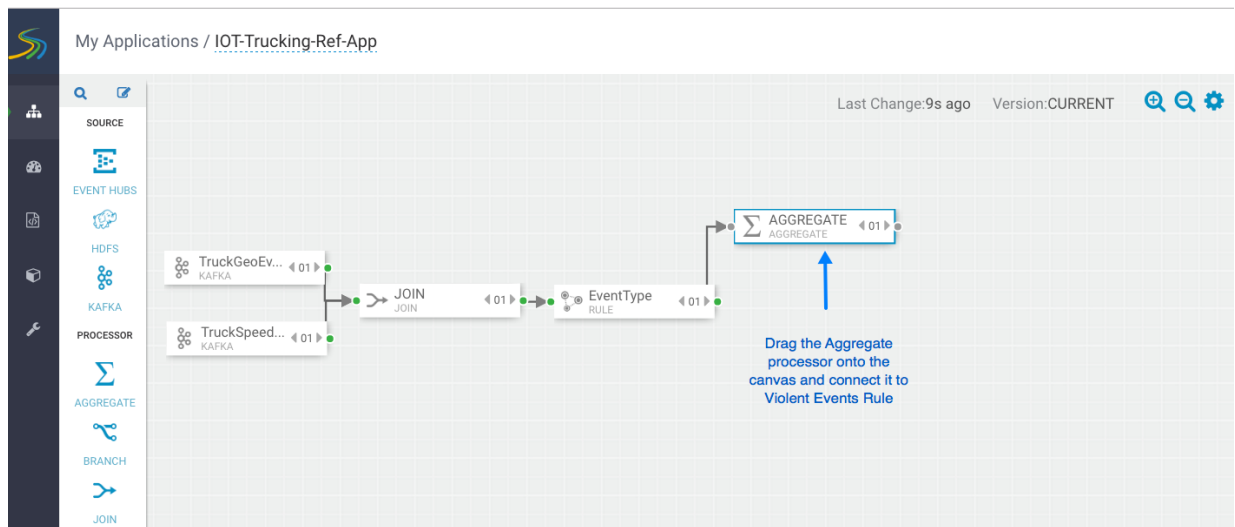 My Applications / IOT-Trucking-Ref-App
Last Change:9s ago Version:CURRENT
SOURCE
EVENT HUBS
HDFS
KAFKA
PROCESSOR
AGGREGATE
BRANCH
JOIN
TruckGeoEv... 01
KAFKA
TruckSpeed... 01
KAFKA
JOIN 01
JOIN
EventType 01
RULE
AGGREGATE 01
AGGREGATE
Drag the Aggregate
processor onto the
canvas and connect it to
Violent Events Rule